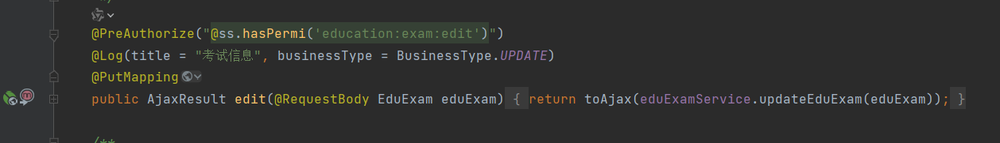 @PreAuthorize("@ss.hasPermi('education:exam:edit')")
@Log(title = "考试信息", businessType = BusinessType.UPDATE)
@PutMapping
public AjaxResult edit(@RequestBody EduExam eduExam) { return toAjax(eduExamService.updateEduExam(eduExam)); }
/**